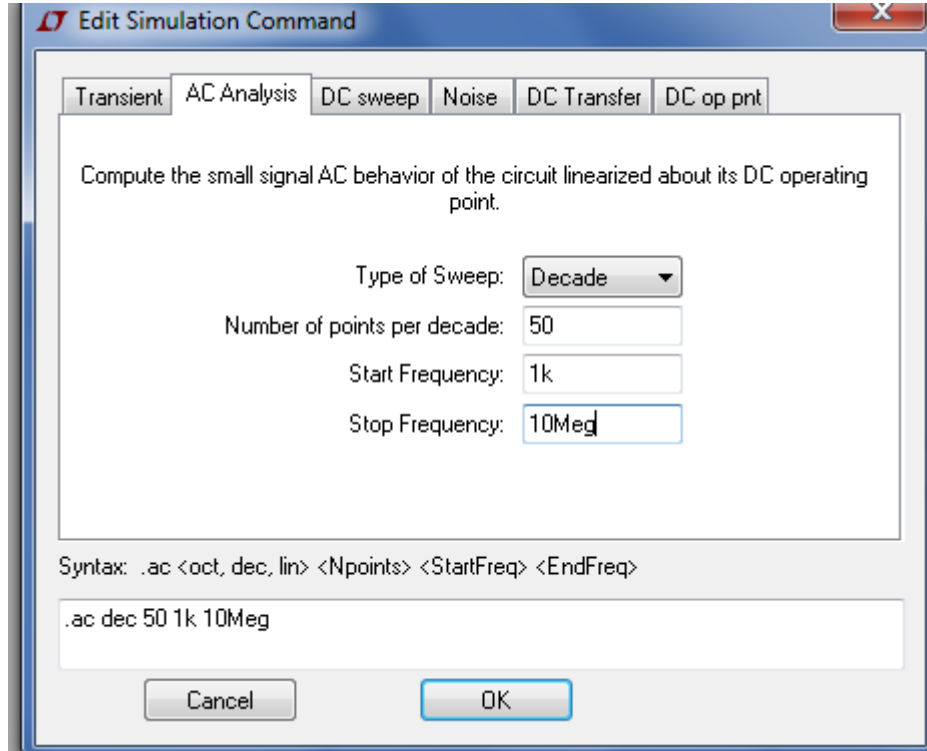 Edit Simulation Command
X
Transient AC Analysis DC sweep Noise DC Transfer DC op pnt
Compute the small signal AC behavior of the circuit linearized about its DC operating
point.
Type of Sweep: Decade
Number of points per decade: 50
Start Frequency: 1k
Stop Frequency: 10Meg
Syntax: .ac <oct, dec, lin> <Npoints> <StartFreq> <EndFreq>
.ac dec 50 1k 10Meg
Cancel OK